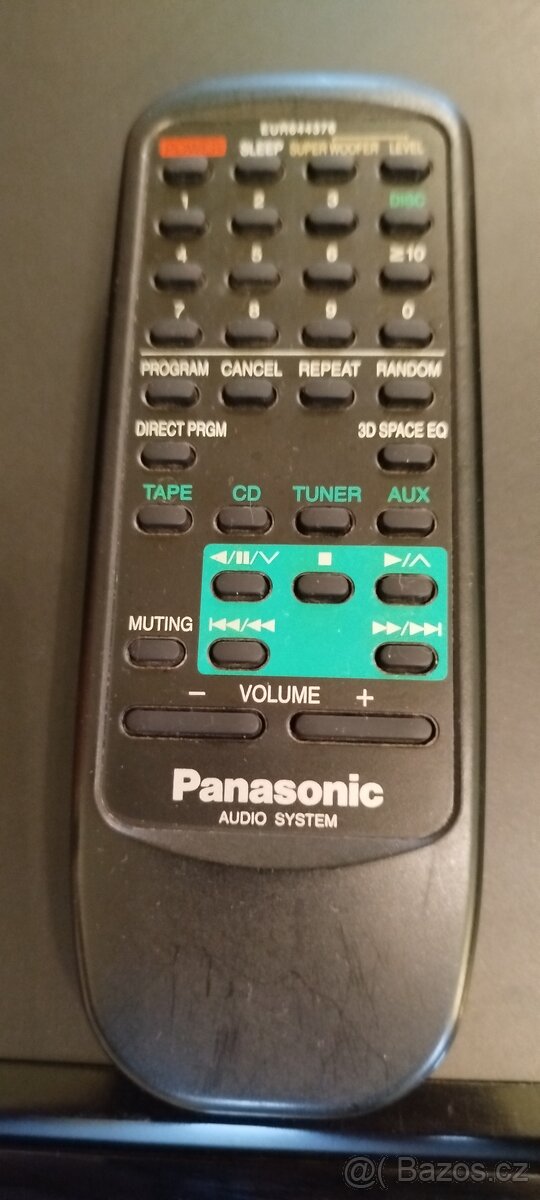 EUR644376
SLEEP SUPER WOOFER LEVEL
1 2 3 DISC
4 5 6 ≧10
7 8 9 0
PROGRAM CANCEL REPEAT RANDOM
DIRECT PRGM 3D SPACE EQ
TAPE CD TUNER AUX
MUTING
− VOLUME +
Panasonic
AUDIO SYSTEM
@( Bazos.cz